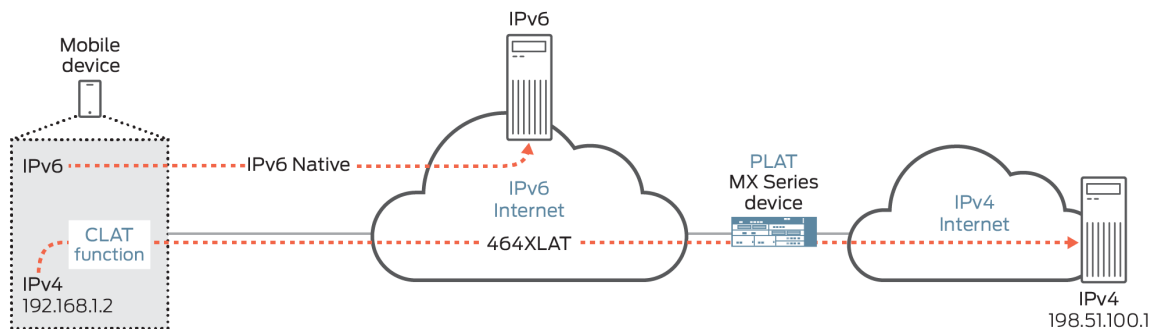 IPv6
Mobile
device
IPv6
IPv6 Native
IPv6
Internet
PLAT
MX Series
device
IPv4
Internet
CLAT
function
464XLAT
IPv4
192.168.1.2
IPv4
198.51.100.1